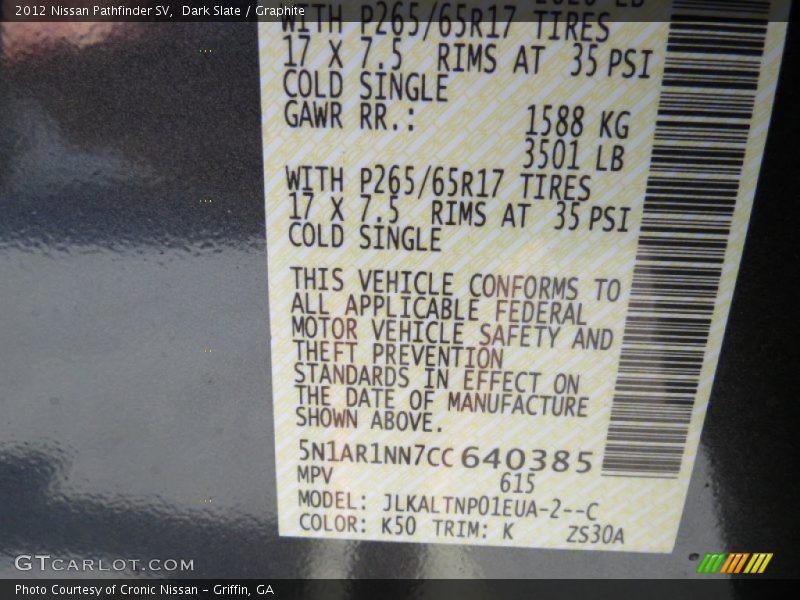 2012 Nissan Pathfinder SV, Dark Slate / Graphite
WITH P265/65R17 TIRES
17 X 7.5 RIMS AT 35 PSI
COLD SINGLE
GAWR RR.: 1588 KG
3501 LB
WITH P265/65R17 TIRES
17 X 7.5 RIMS AT 35 PSI
COLD SINGLE
THIS VEHICLE CONFORMS TO
ALL APPLICABLE FEDERAL
MOTOR VEHICLE SAFETY AND
THEFT PREVENTION
STANDARDS IN EFFECT ON
THE DATE OF MANUFACTURE
SHOWN ABOVE.
5N1AR1NN7CC640385
MPV 615
MODEL: JLKALTNP01EUA-2--C
COLOR: K50 TRIM: K ZS30A
GTCARLOT.COM
Photo Courtesy of Cronic Nissan - Griffin, GA